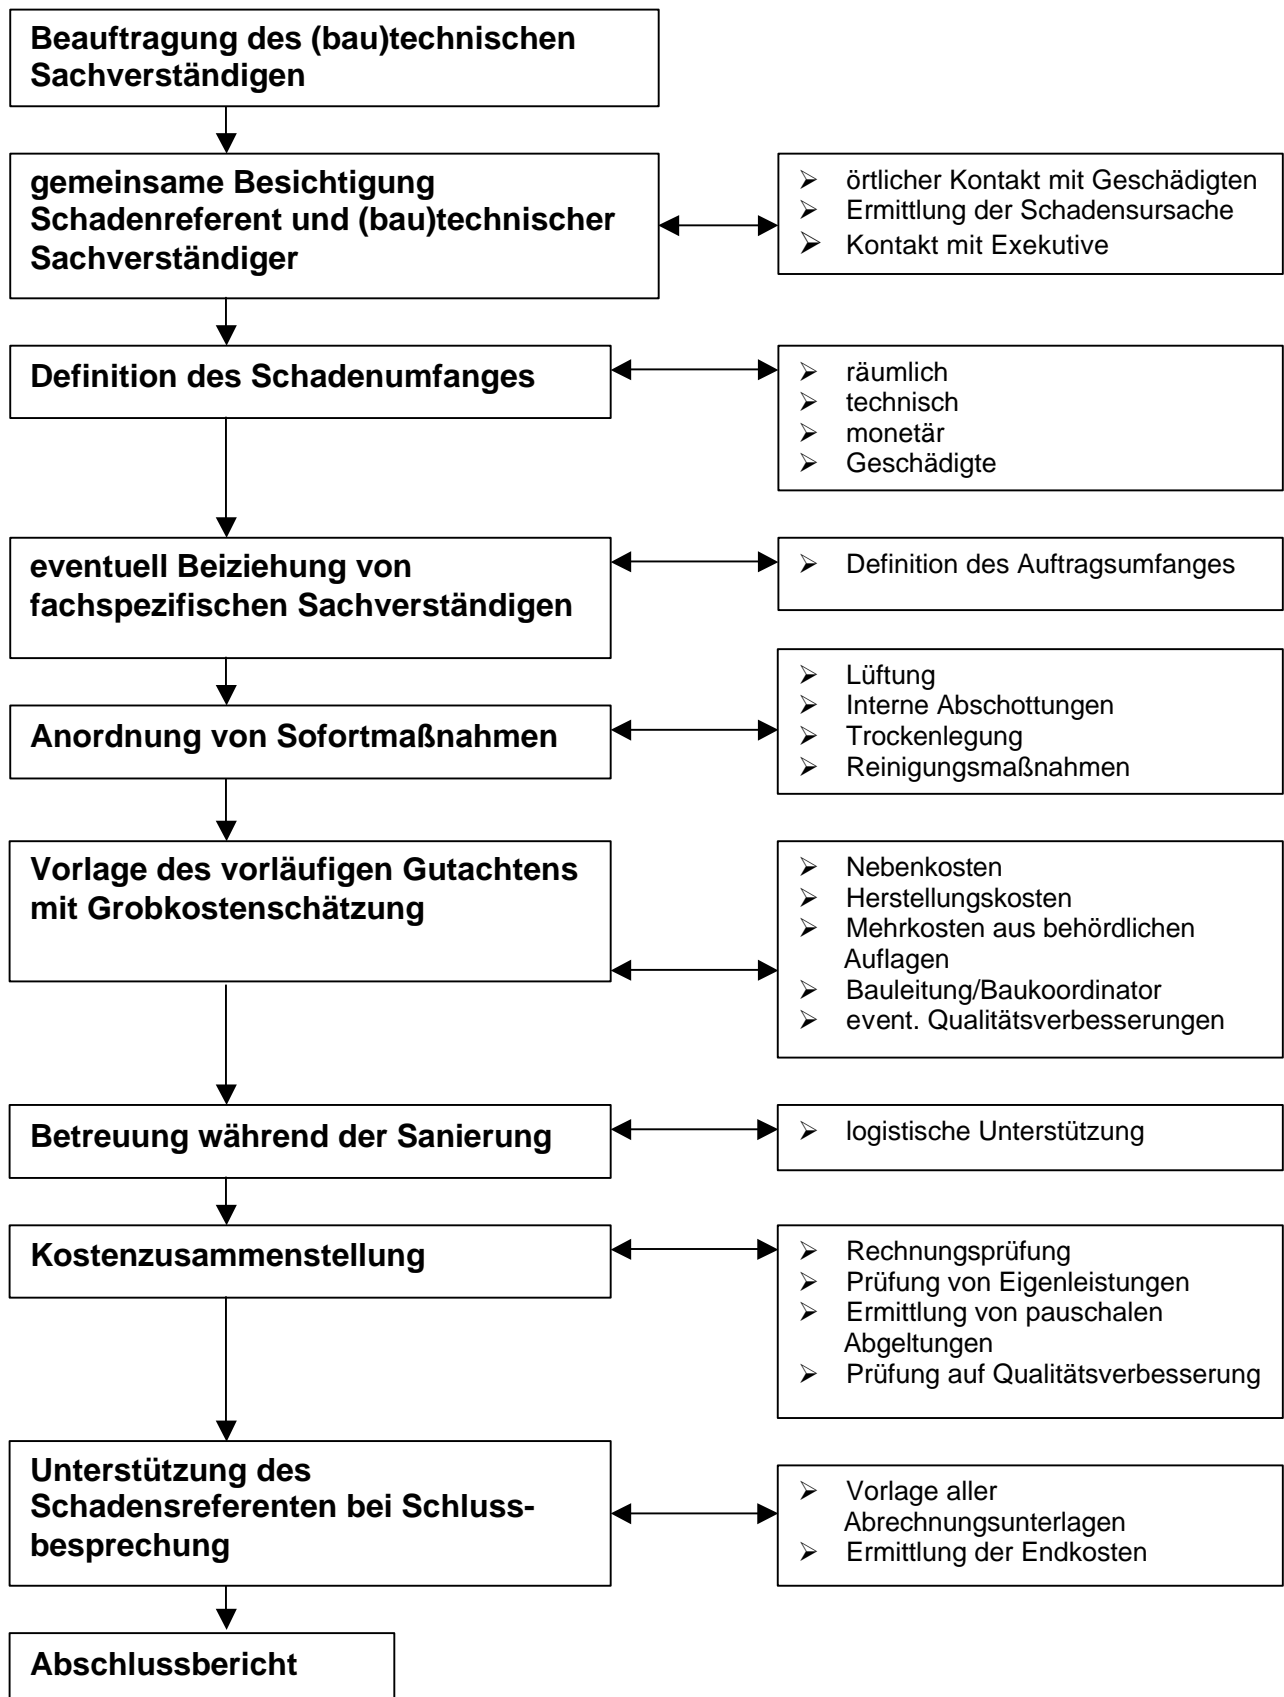 Beauftragung des (bau)technischen
Sachverständigen
gemeinsame Besichtigung
Schadenreferent und (bau)technischer
Sachverständiger
➢ örtlicher Kontakt mit Geschädigten
➢ Ermittlung der Schadensursache
➢ Kontakt mit Exekutive
Definition des Schadenumfanges
➢ räumlich
➢ technisch
➢ monetär
➢ Geschädigte
eventuell Beiziehung von
fachspezifischen Sachverständigen
➢ Definition des Auftragsumfanges
Anordnung von Sofortmaßnahmen
➢ Lüftung
➢ Interne Abschottungen
➢ Trockenlegung
➢ Reinigungsmaßnahmen
Vorlage des vorläufigen Gutachtens
mit Grobkostenschätzung
➢ Nebenkosten
➢ Herstellungskosten
➢ Mehrkosten aus behördlichen
Auflagen
➢ Bauleitung/Baukoordinator
➢ event. Qualitätsverbesserungen
Betreuung während der Sanierung
➢ logistische Unterstützung
Kostenzusammenstellung
➢ Rechnungsprüfung
➢ Prüfung von Eigenleistungen
➢ Ermittlung von pauschalen
Abgeltungen
➢ Prüfung auf Qualitätsverbesserung
Unterstützung des
Schadensreferenten bei Schluss-
besprechung
➢ Vorlage aller
Abrechnungsunterlagen
➢ Ermittlung der Endkosten
Abschlussbericht